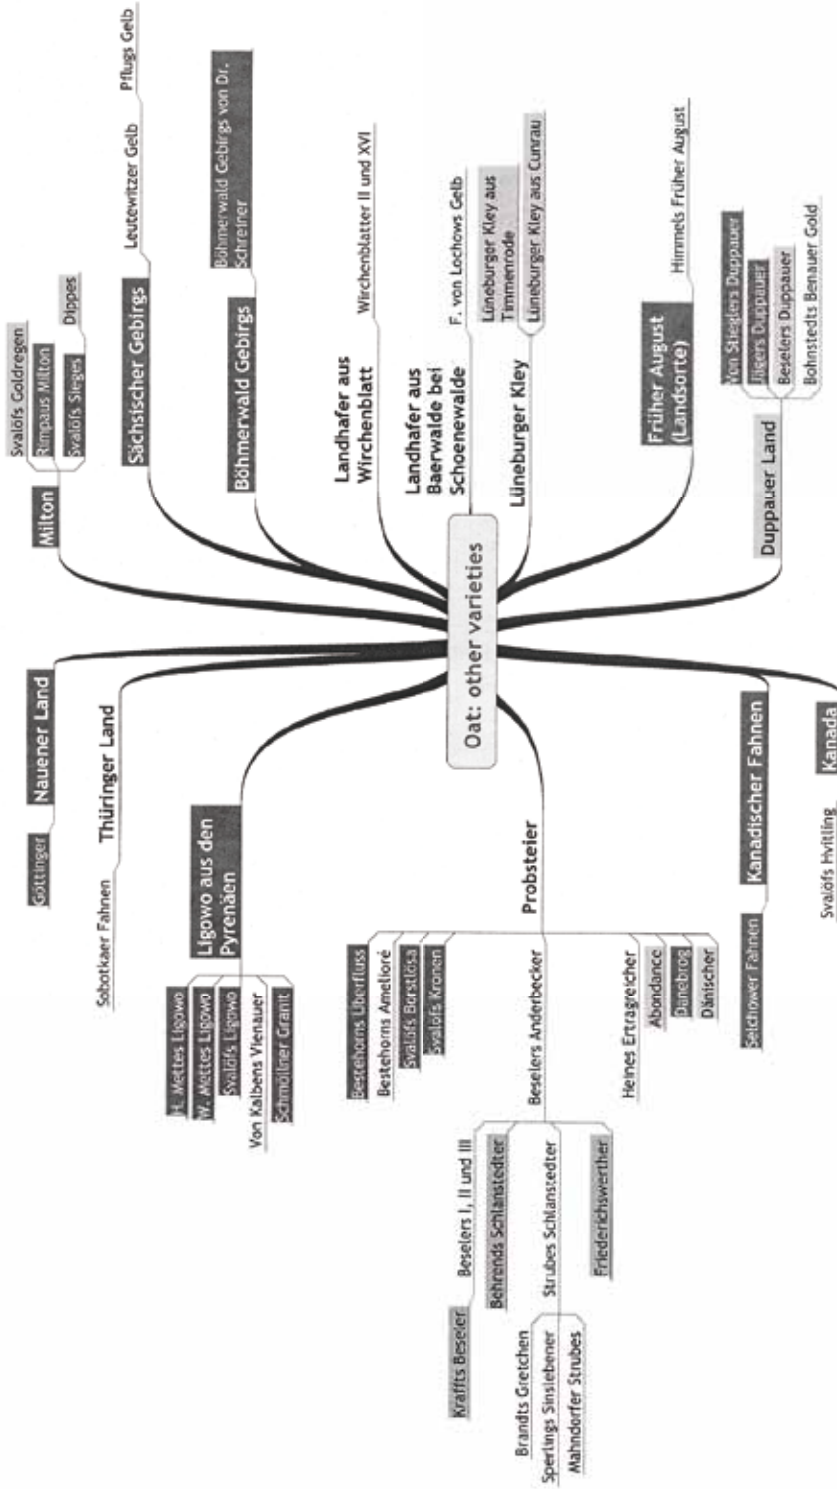 Oat: other varieties
Nauener Land
Göttinger
Thüringer Land
Sobotkaer Fahnen
Ligowo aus den
Pyrenäen
H. Mettes Ligowo
W. Mettes Ligowo
Svalöfs Ligowo
Von Kalbens Vienauer
Schmöllner Granit
Probsteier
Bestehorns Überfluss
Bestehorns Amelioré
Svalöfs Borstlösa
Svalöfs Kronen
Beselers Anderbecker
Beselers I, II und III
Kraffts Beseler
Behrends Schlanstedter
Strubes Schlanstedter
Brandts Gretchen
Sperlings Sinslebener
Mahndorfer Strubes
Friederichswerther
Heines Ertragreicher
Abondance
Danebrog
Dänischer
Kanadischer Fahnen
Selchower Fahnen
Kanada
Svalöfs Hvitling
Milton
Svalöfs Goldregen
Rimpaus Milton
Svalöfs Sieges
Dippes
Sächsischer Gebirgs
Leutewitzer Gelb
Pflugs Gelb
Böhmerwald Gebirgs
Böhmerwald Gebirgs von Dr.
Schreiner
Landhafer aus
Wirchenblatt
Wirchenblatter II und XVI
Landhafer aus
Baerwalde bei
Schoenewalde
F. von Lochows Gelb
Lüneburger Kley
Lüneburger Kley aus
Timmenrode
Lüneburger Kley aus Cunrau
Früher August
(Landsorte)
Himmels Früher August
Duppauer Land
Von Stieglers Duppauer
Jägers Duppauer
Beselers Duppauer
Bohnstedts Benauer Gold